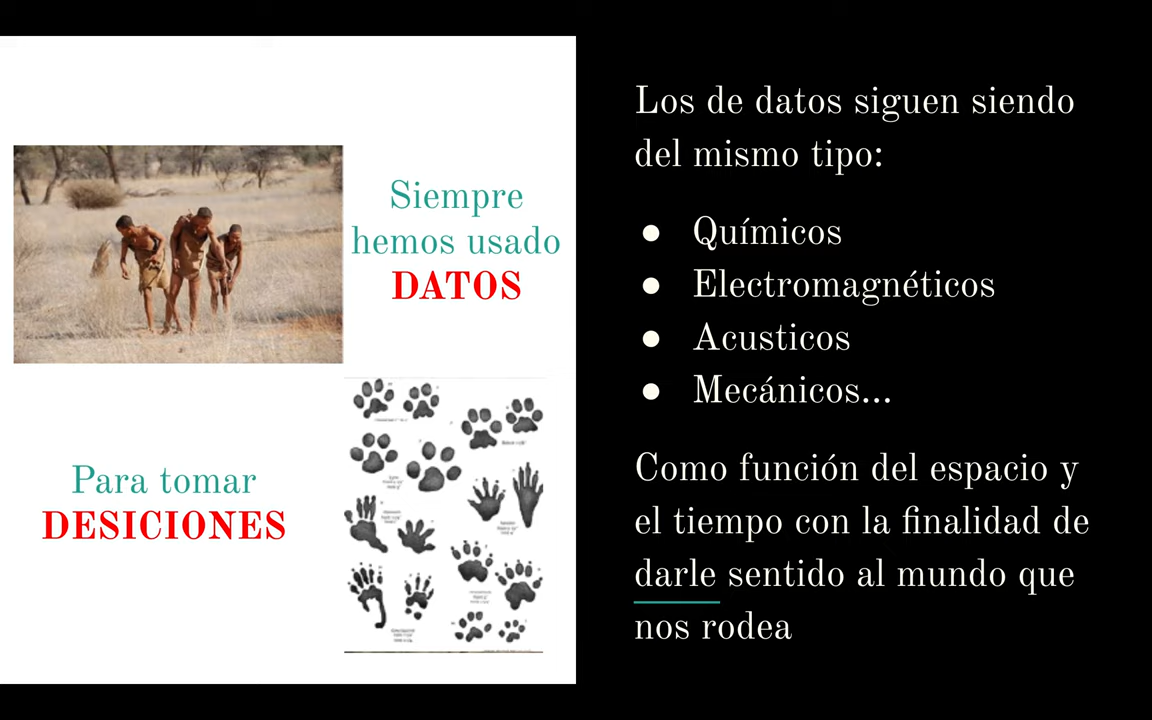 Siempre
hemos usado
DATOS
Para tomar
DESICIONES
Los de datos siguen siendo
del mismo tipo:
● Químicos
● Electromagnéticos
● Acusticos
● Mecánicos...
Como función del espacio y
el tiempo con la finalidad de
darle sentido al mundo que
nos rodea